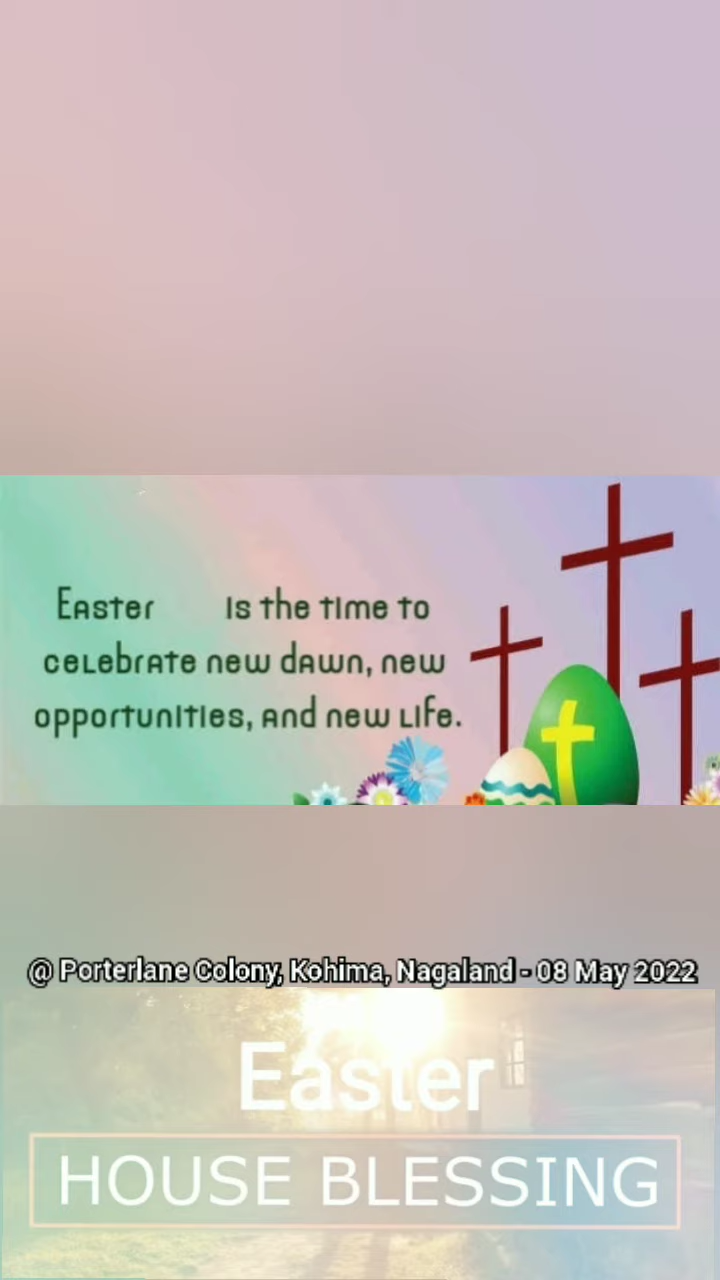 Easter is the time to
celebrate new dawn, new
opportunities, and new life.
@ Porterlane Colony, Kohima, Nagaland - 08 May 2022
Easter
HOUSE BLESSING